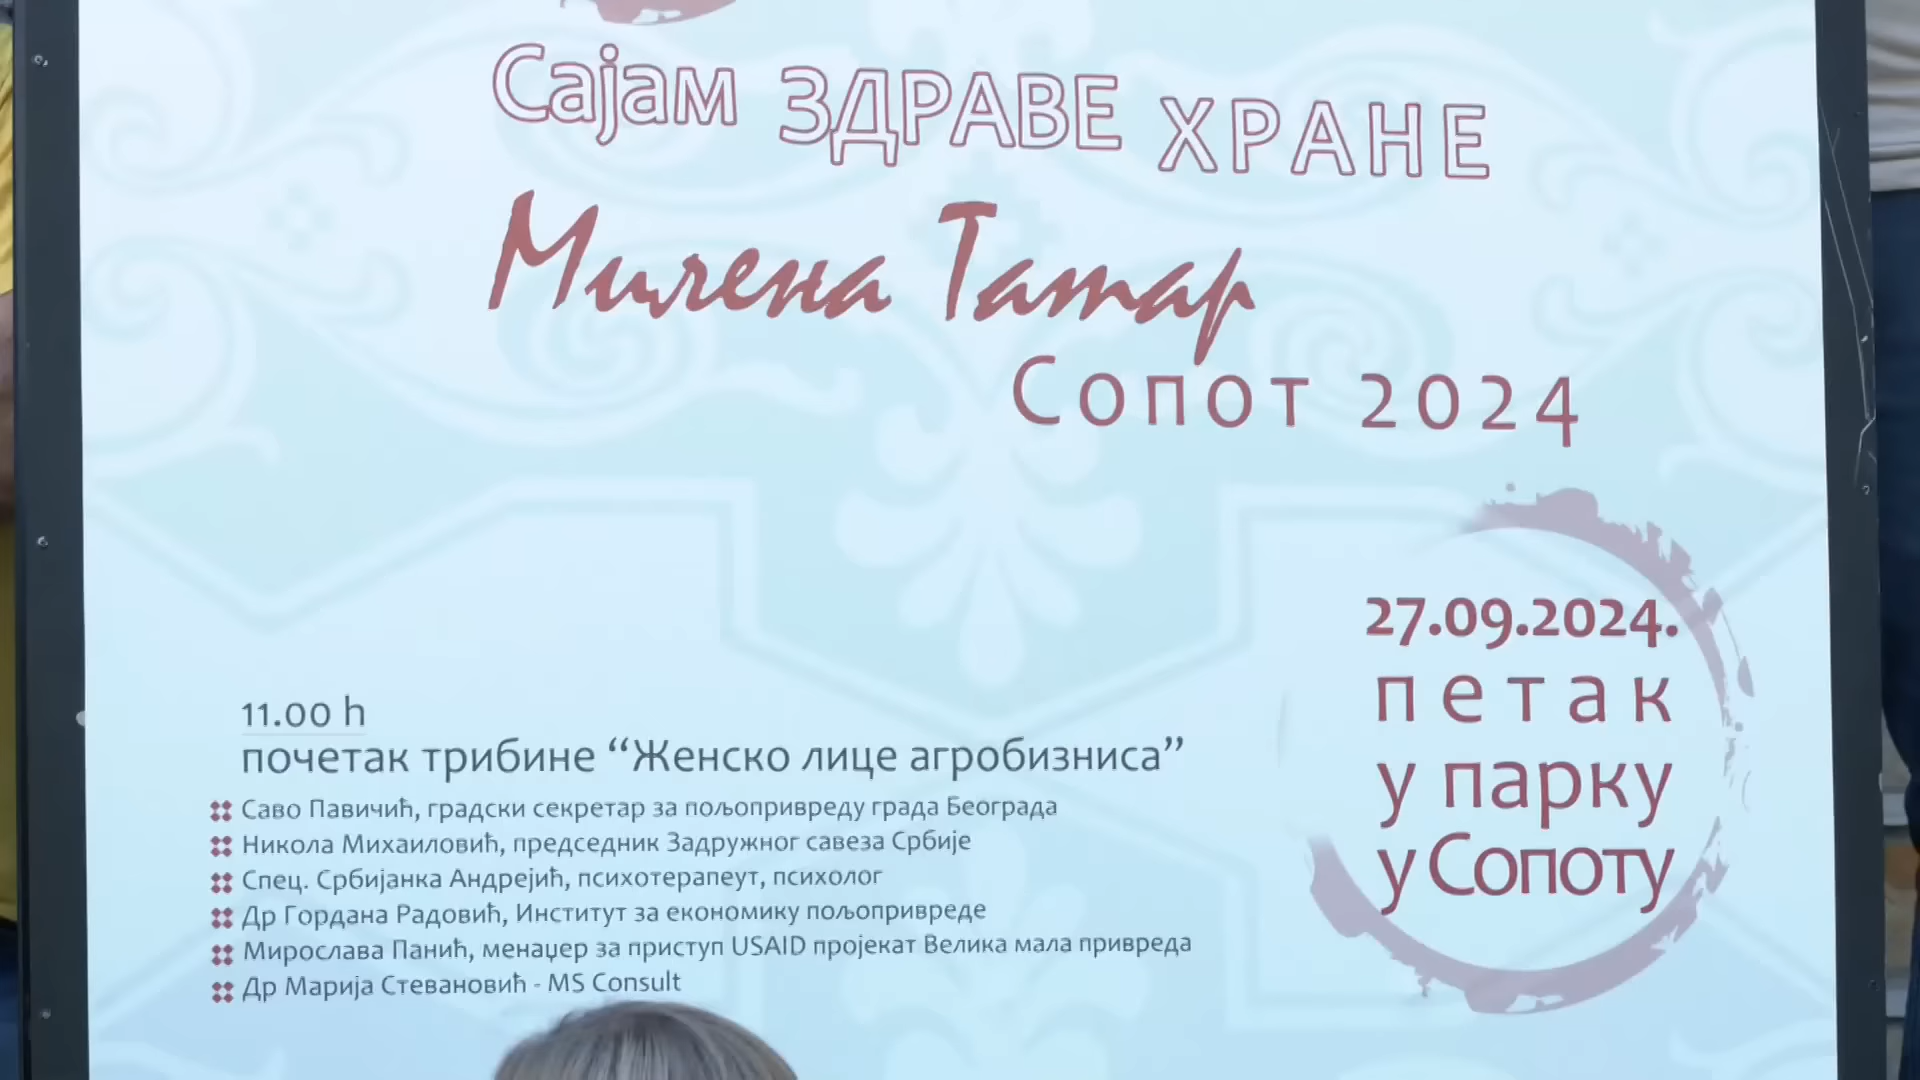 Сајам ЗДРАВЕ ХРАНЕ
Милена Татар
Сопот 2024
27.09.2024.
петак
у парку
у Сопоту
11.00 h
почетак трибине “Женско лице агробизниса”
Саво Павичић, градски секретар за пољопривреду града Београда
Никола Михаиловић, председник Задружног савеза Србије
Спец. Србијанка Андрејић, психотерапеут, психолог
Др Гордана Радовић, Институт за економику пољопривреде
Мирослава Панић, менаџер за приступ USAID пројекат Велика мала привреда
Др Марија Стевановић - MS Consult